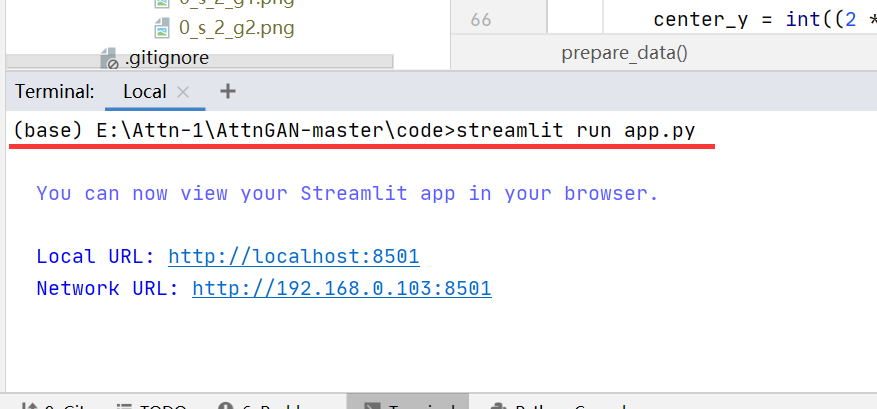 0_s_2_g1.png
0_s_2_g2.png
.gitignore
66 center_y = int((2 *
prepare_data()
Terminal: Local
(base) E:\Attn-1\AttnGAN-master\code>streamlit run app.py
You can now view your Streamlit app in your browser.
Local URL: http://localhost:8501
Network URL: http://192.168.0.103:8501
TODO
Terminal